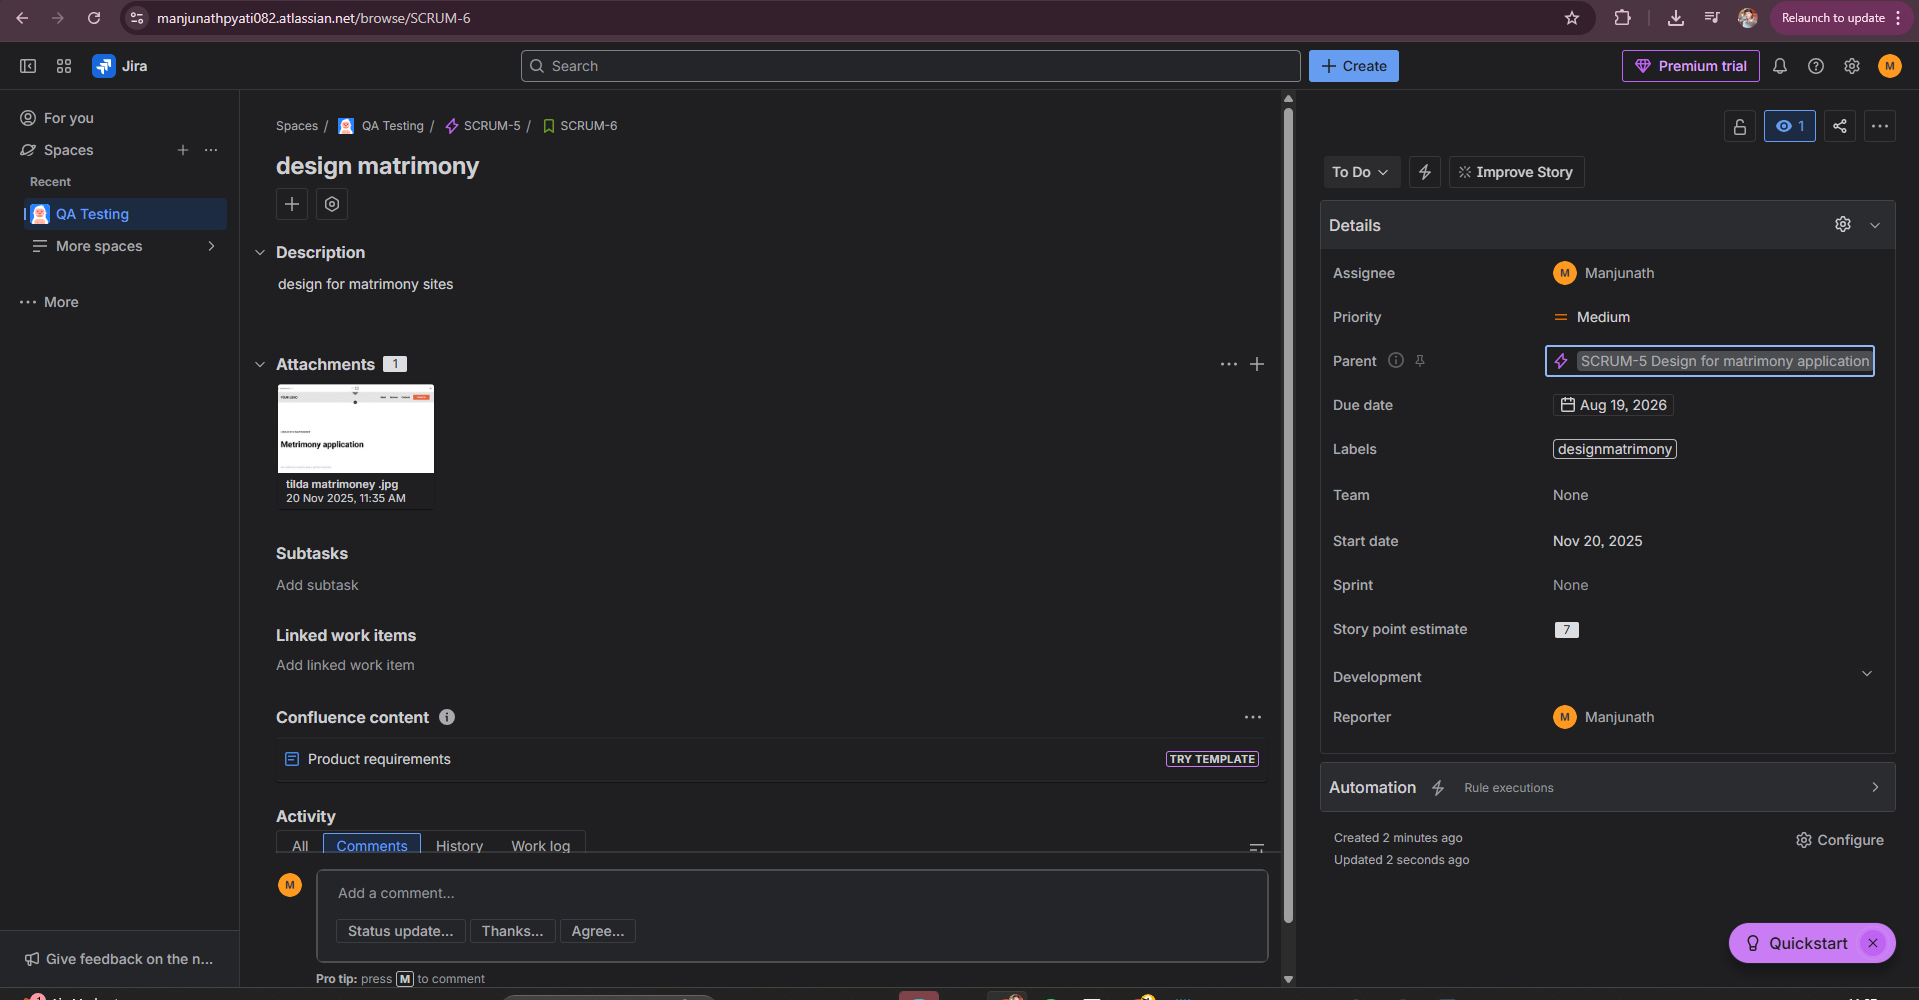 manjunathpyati082.atlassian.net/browse/SCRUM-6
Relaunch to update
Jira
Search
Create
Premium trial
M
For you
Spaces
Recent
QA Testing
More spaces
More
Give feedback on the n...
Spaces / QA Testing / SCRUM-5 / SCRUM-6
design matrimony
Description
design for matrimony sites
Attachments 1
YOUR LOGO
Metrimony application
tilda matrimoney .jpg
20 Nov 2025, 11:35 AM
Subtasks
Add subtask
Linked work items
Add linked work item
Confluence content
Product requirements TRY TEMPLATE
Activity
All Comments History Work log
M
Add a comment...
Status update... Thanks... Agree...
Pro tip: press M to comment
1
To Do Improve Story
Details
Assignee M Manjunath
Priority Medium
Parent SCRUM-5 Design for matrimony application
Due date Aug 19, 2026
Labels designmatrimony
Team None
Start date Nov 20, 2025
Sprint None
Story point estimate 7
Development
Reporter M Manjunath
Automation Rule executions
Created 2 minutes ago
Updated 2 seconds ago
Configure
Quickstart